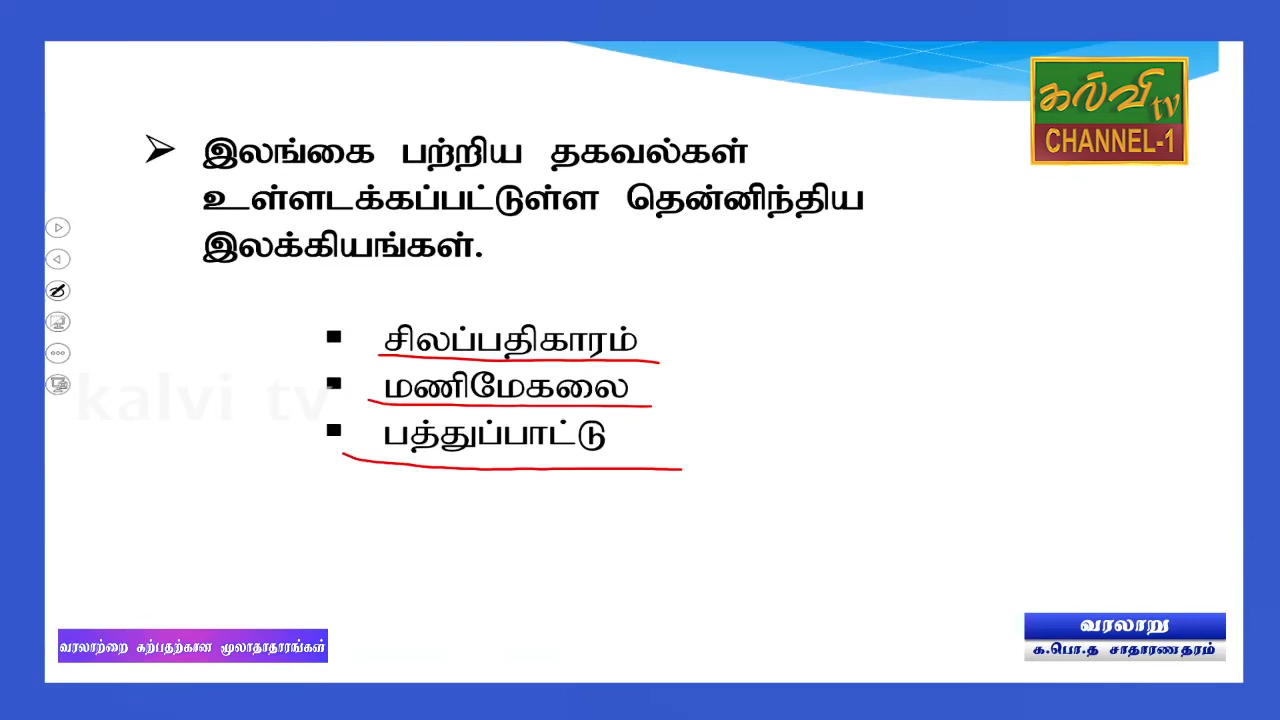 கல்வி tv
CHANNEL-1
➢ இலங்கை பற்றிய தகவல்கள்
உள்ளடக்கப்பட்டுள்ள தென்னிந்திய
இலக்கியங்கள்.
▪ சிலப்பதிகாரம்
▪ மணிமேகலை
▪ பத்துப்பாட்டு
kalvi tv
வரலாற்றை கற்பதற்கான மூலாதாரங்கள்
வரலாறு
க.பொ.த சாதாரணதரம்